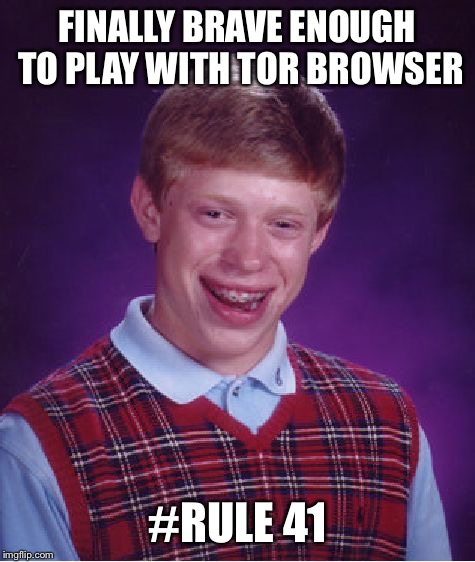 FINALLY BRAVE ENOUGH
TO PLAY WITH TOR BROWSER
#RULE 41
imgflip.com